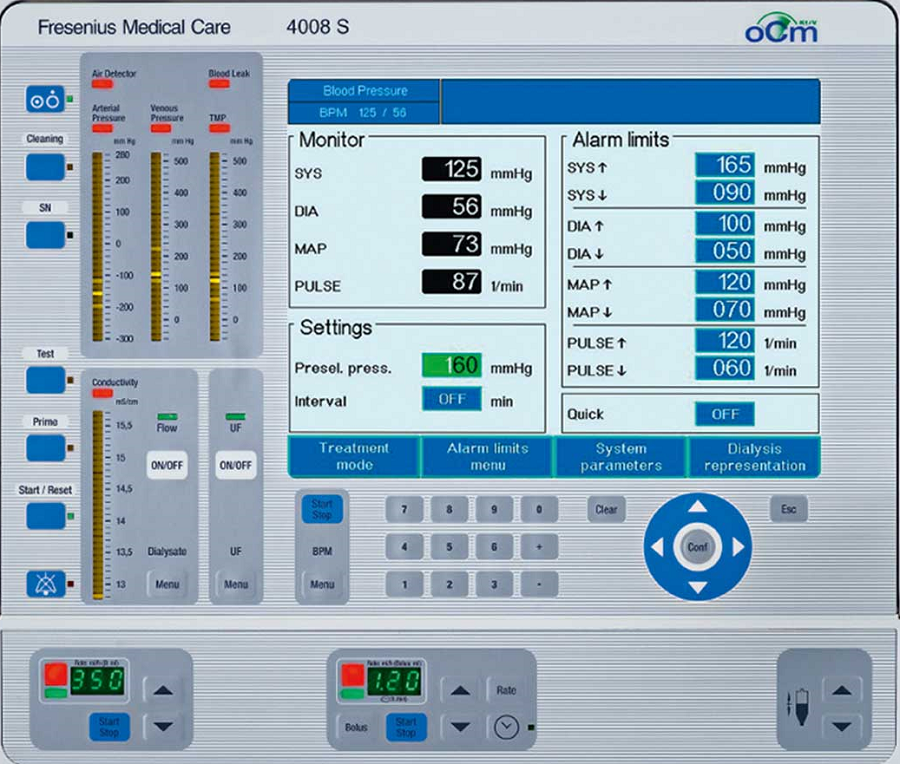 Fresenius Medical Care 4008 S
oCm
Air Detector
Blood Leak
Arterial Pressure
Venous Pressure
TMP
mm Hg
mm Hg
mm Hg
280
200
100
0
-100
-200
-300
500
400
300
200
100
0
500
400
300
200
100
0
Cleaning
SN
Test
Prime
Start / Reset
Conductivity
mS/cm
15,5
15
14,5
14
13,5
13
Flow
ON/OFF
Dialysate
Menu
UF
ON/OFF
UF
Menu
Blood Pressure
BPM 125 / 56
Monitor
SYS 125 mmHg
DIA 56 mmHg
MAP 73 mmHg
PULSE 87 1/min
Settings
Presel. press. 160 mmHg
Interval OFF min
Alarm limits
SYS ↑ 165 mmHg
SYS ↓ 090 mmHg
DIA ↑ 100 mmHg
DIA ↓ 050 mmHg
MAP ↑ 120 mmHg
MAP ↓ 070 mmHg
PULSE ↑ 120 1/min
PULSE ↓ 060 1/min
Quick OFF
Treatment mode
Alarm limits menu
System parameters
Dialysis representation
Start Stop
BPM
Menu
7 8 9 0
4 5 6 +
1 2 3 -
Clear
Conf
Esc
350
Start Stop
1.20
Rate
Bolus
Start Stop